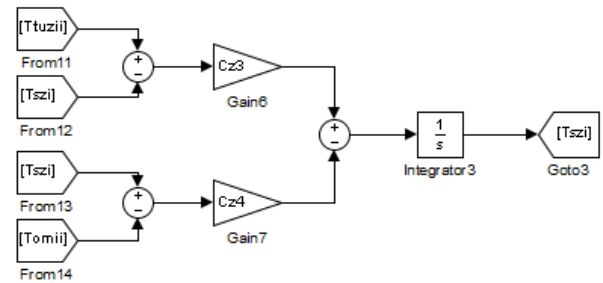 [Ttuzii]
From11
+
−
[Tszi]
From12
Cz3
Gain6
+
−
1
s
Integrator3
[Tszi]
Goto3
[Tszi]
From13
+
−
[Tomii]
From14
Cz4
Gain7